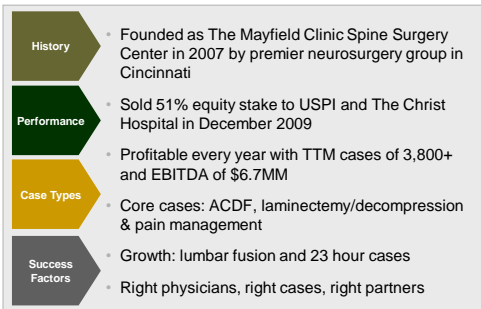 History
• Founded as The Mayfield Clinic Spine Surgery
Center in 2007 by premier neurosurgery group in
Cincinnati
Performance
• Sold 51% equity stake to USPI and The Christ
Hospital in December 2009
• Profitable every year with TTM cases of 3,800+
and EBITDA of $6.7MM
Case Types
• Core cases: ACDF, laminectemy/decompression
& pain management
Success
Factors
• Growth: lumbar fusion and 23 hour cases
• Right physicians, right cases, right partners